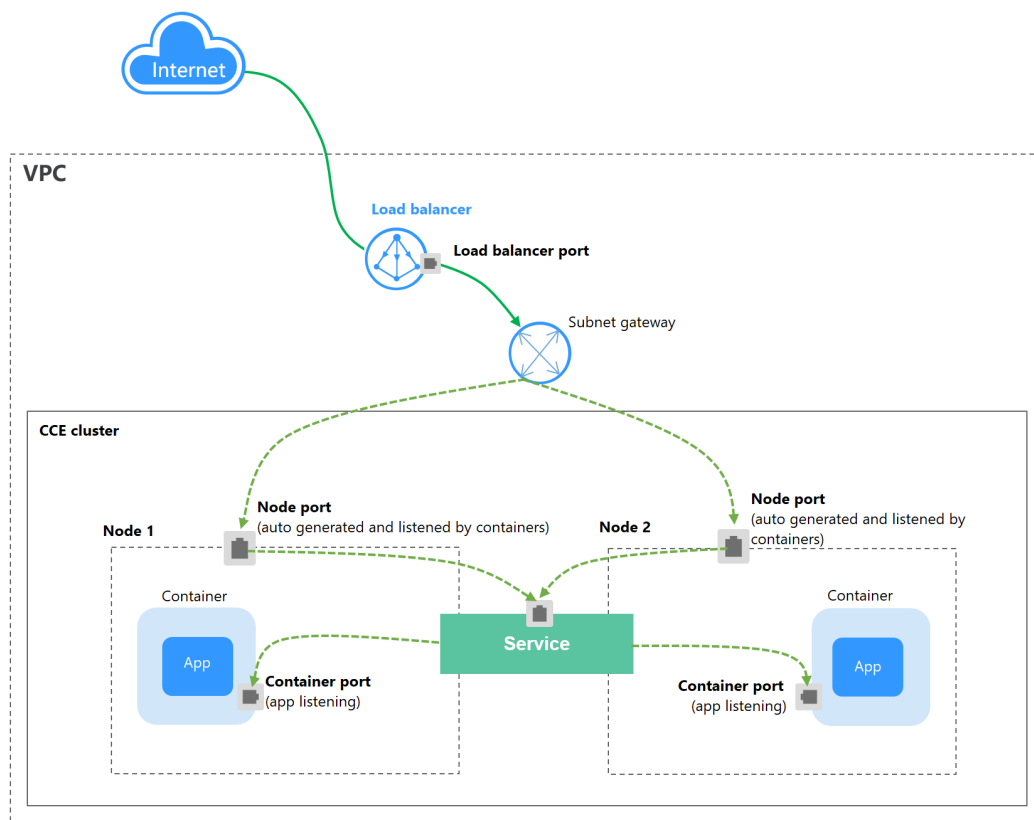 Internet
VPC
Load balancer
Load balancer port
Subnet gateway
CCE cluster
Node port
(auto generated and listened by containers)
Node 1
Node port
(auto generated and listened by
containers)
Node 2
Container
App
Container port
(app listening)
Service
Container
App
Container port
(app listening)